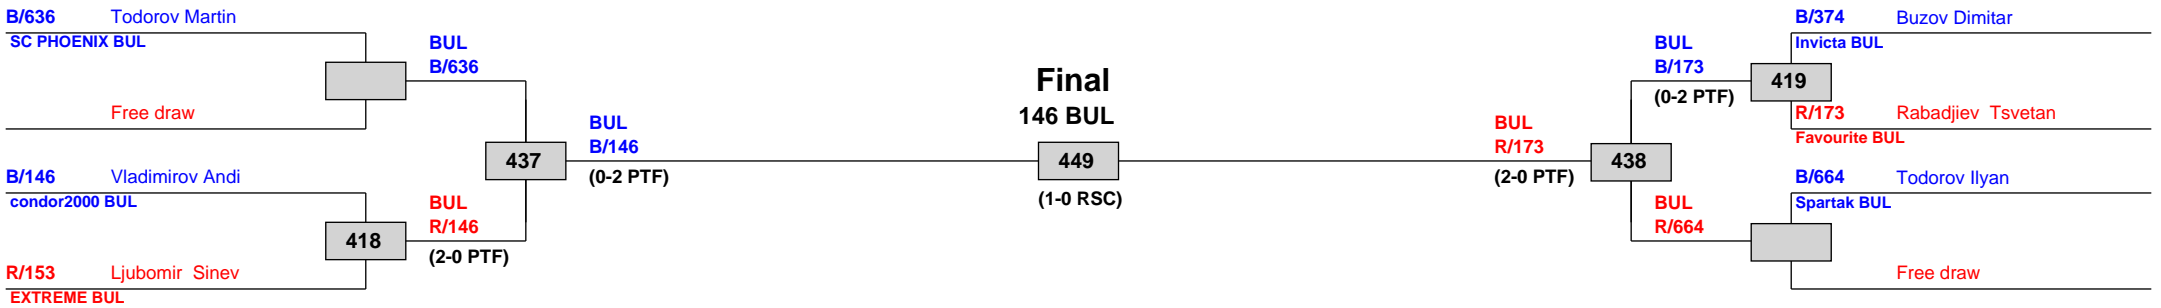 B/636 Todorov Martin
SC PHOENIX BUL
Free draw
BUL
B/636
B/146 Vladimirov Andi
condor2000 BUL
418
R/153 Ljubomir Sinev
EXTREME BUL
BUL
R/146
(2-0 PTF)
437
BUL
B/146
(0-2 PTF)
Final
146 BUL
449
(1-0 RSC)
BUL
R/173
(2-0 PTF)
438
BUL
B/173
(0-2 PTF)
419
B/374 Buzov Dimitar
Invicta BUL
R/173 Rabadjiev Tsvetan
Favourite BUL
BUL
R/664
B/664 Todorov Ilyan
Spartak BUL
Free draw